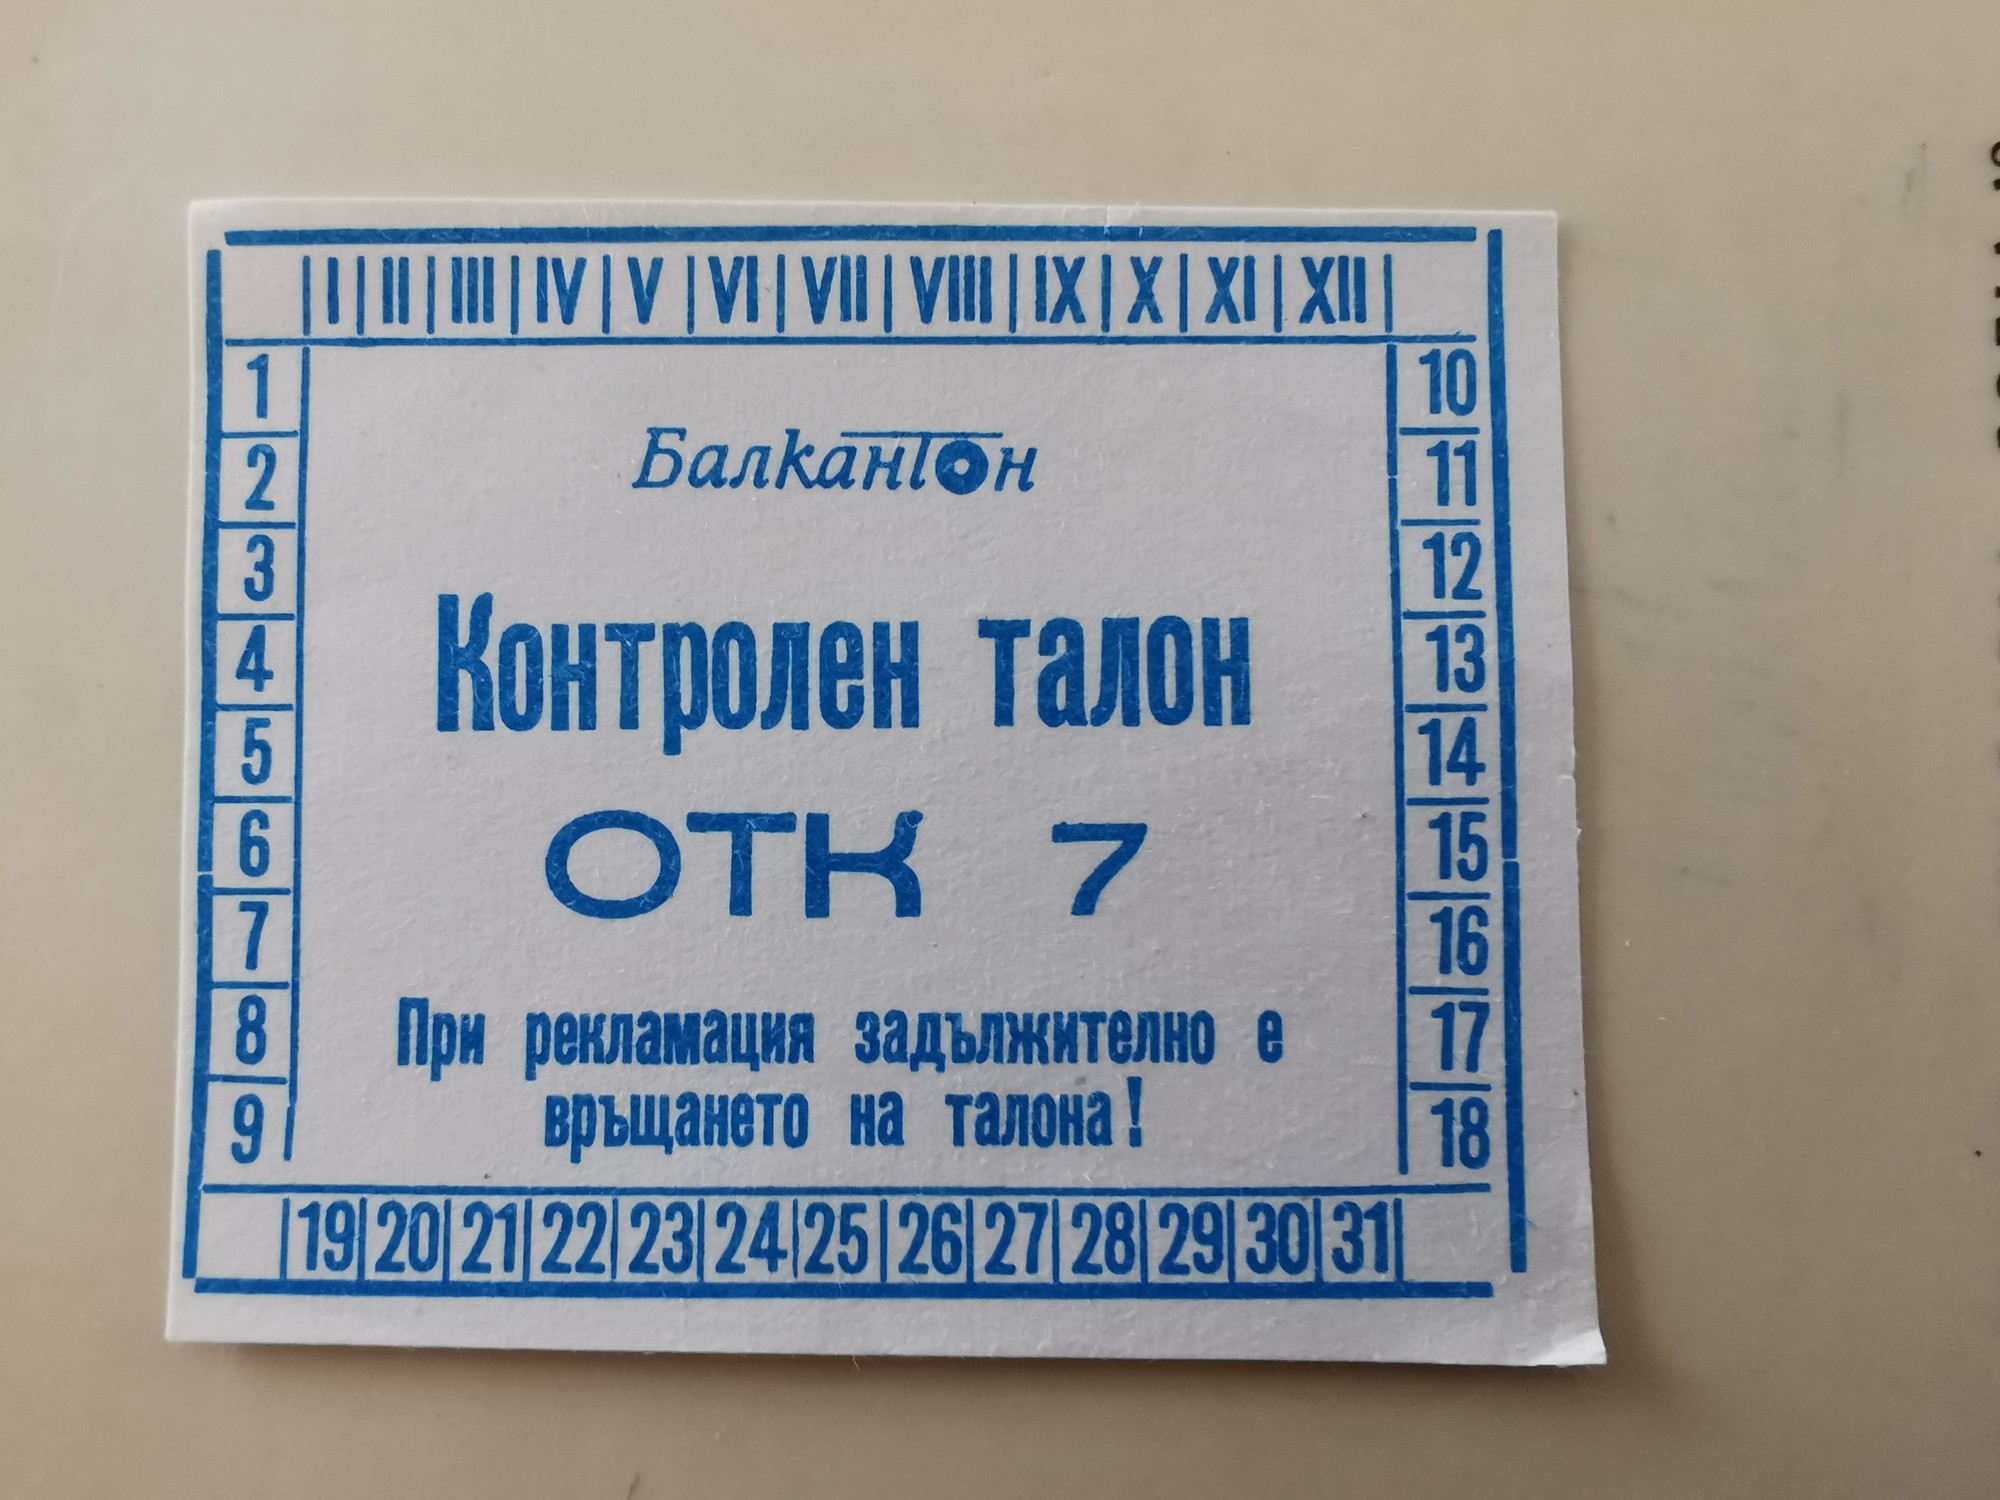 I II III IV V VI VII VIII IX X XI XII
1 10
2 11
3 12
4 13
5 14
6 15
7 16
8 17
9 18
Балкантон
Контролен талон
ОТК 7
При рекламация задължително е
връщането на талона!
19 20 21 22 23 24 25 26 27 28 29 30 31